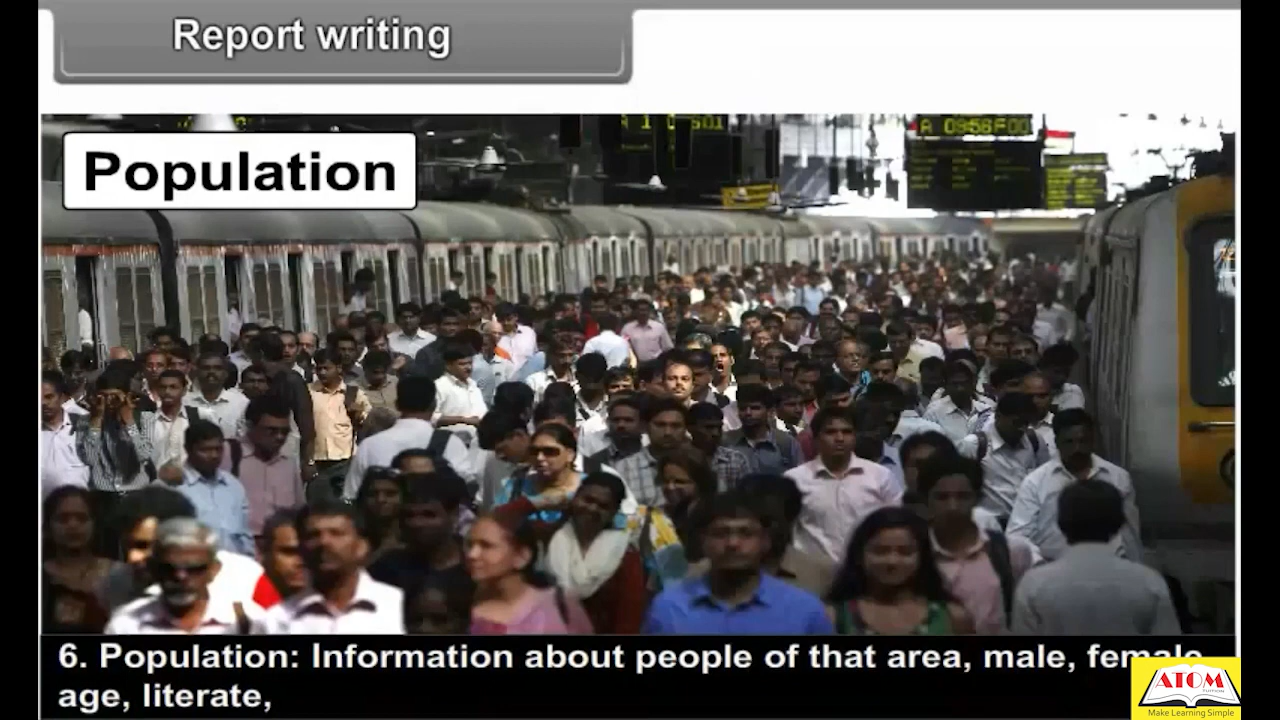 Report writing
Population
A 0958F00
6. Population: Information about people of that area, male, female
age, literate,
ATOM
TUITION
Make Learning Simple